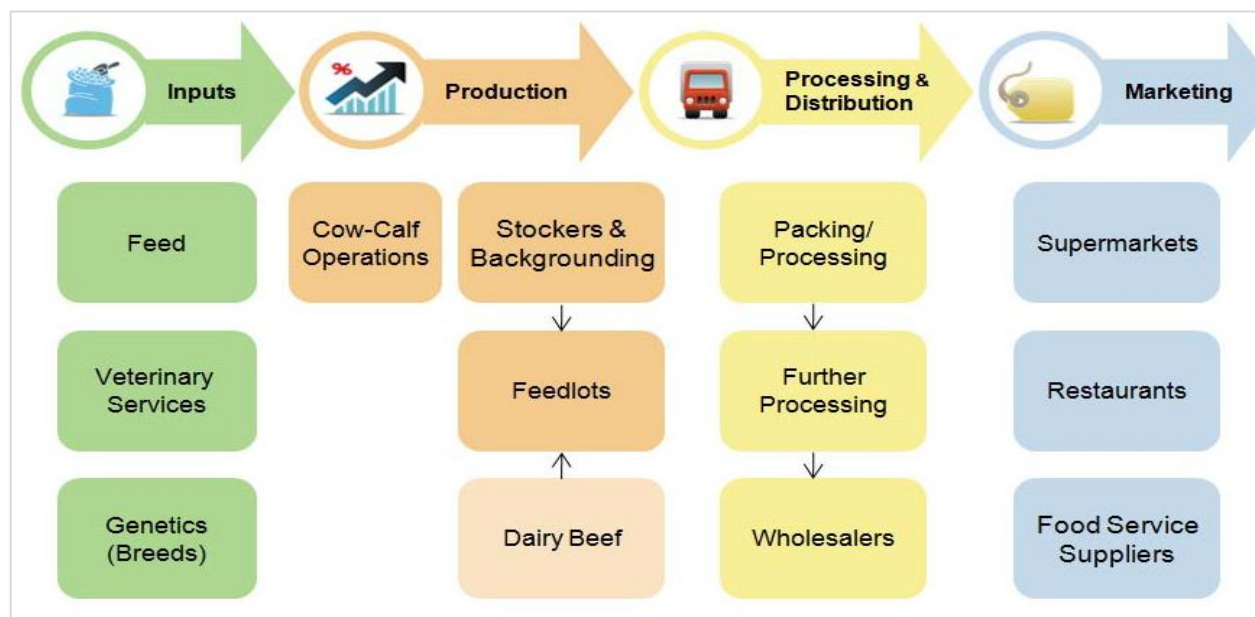 Inputs
%
Production
Processing &
Distribution
Marketing
Feed
Cow-Calf
Operations
Stockers &
Backgrounding
Packing/
Processing
Supermarkets
Veterinary
Services
Feedlots
Further
Processing
Restaurants
Genetics
(Breeds)
Dairy Beef
Wholesalers
Food Service
Suppliers